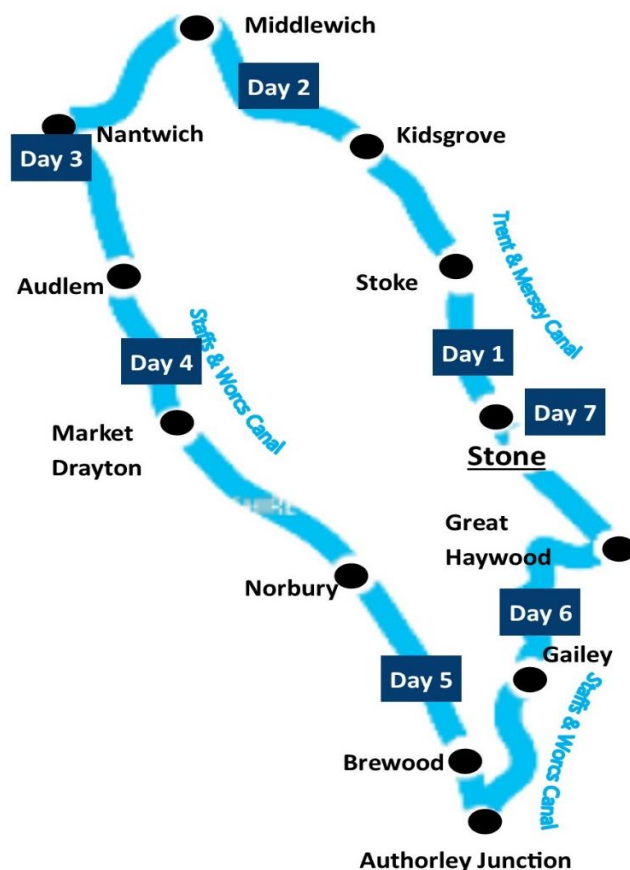 Middlewich
Day 2
Kidsgrove
Nantwich
Day 3
Trent & Mersey Canal
Stoke
Audlem
Staffs & Worcs Canal
Day 1
Day 4
Day 7
Market
Drayton
Stone
Great
Haywood
Norbury
Day 6
Gailey
Day 5
Staffs & Worcs Canal
Brewood
Authorley Junction